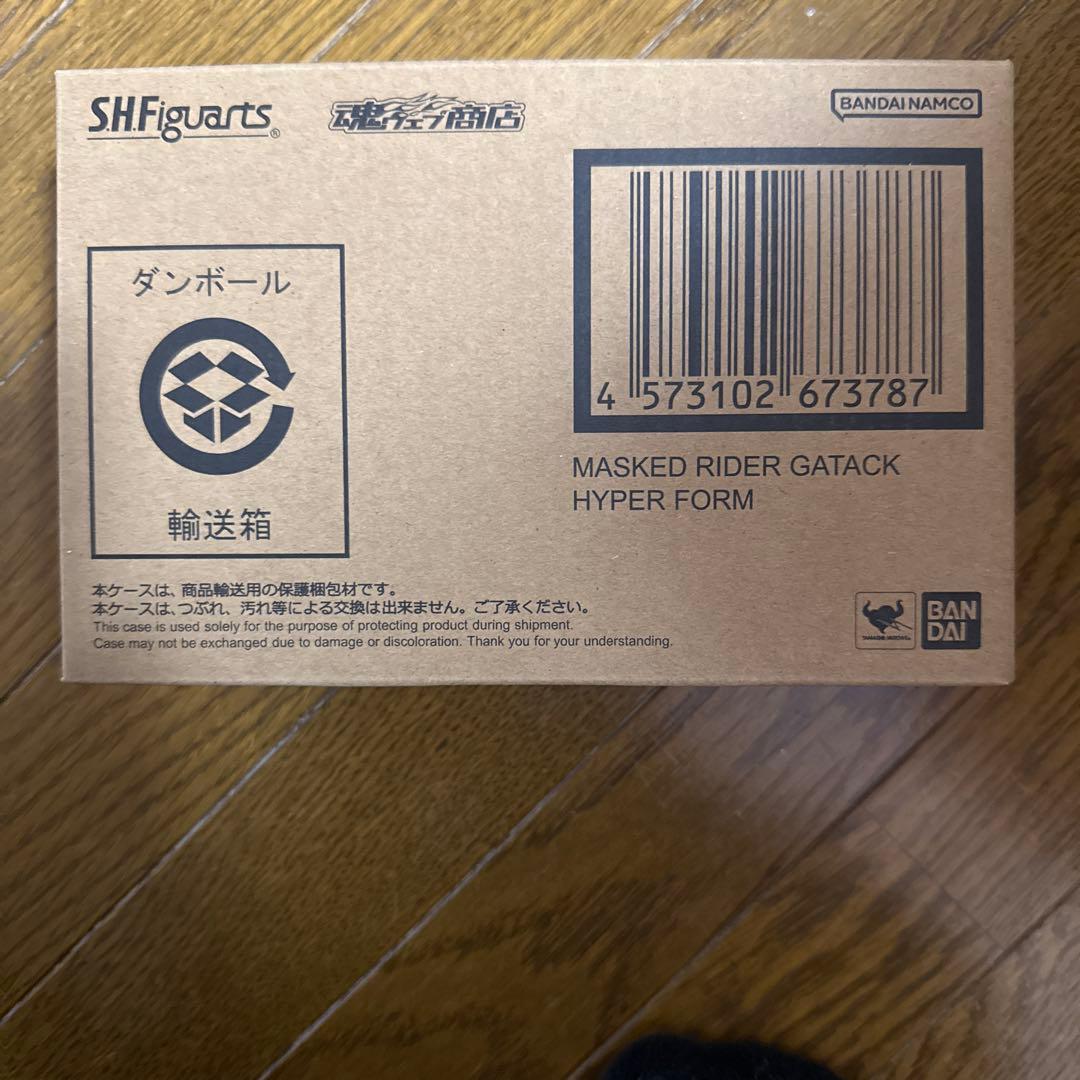 S.H.Figuarts®
魂ウェブ商店
BANDAI NAMCO
ダンボール
輸送箱
4 573102 673787
MASKED RIDER GATACK
HYPER FORM
本ケースは、商品輸送用の保護梱包材です。
本ケースは、つぶれ、汚れ等による交換は出来ません。ご了承ください。
This case is used solely for the purpose of protecting product during shipment.
Case may not be exchanged due to damage or discoloration. Thank you for your understanding.
TAMASHII NATIONS
BAN
DAI